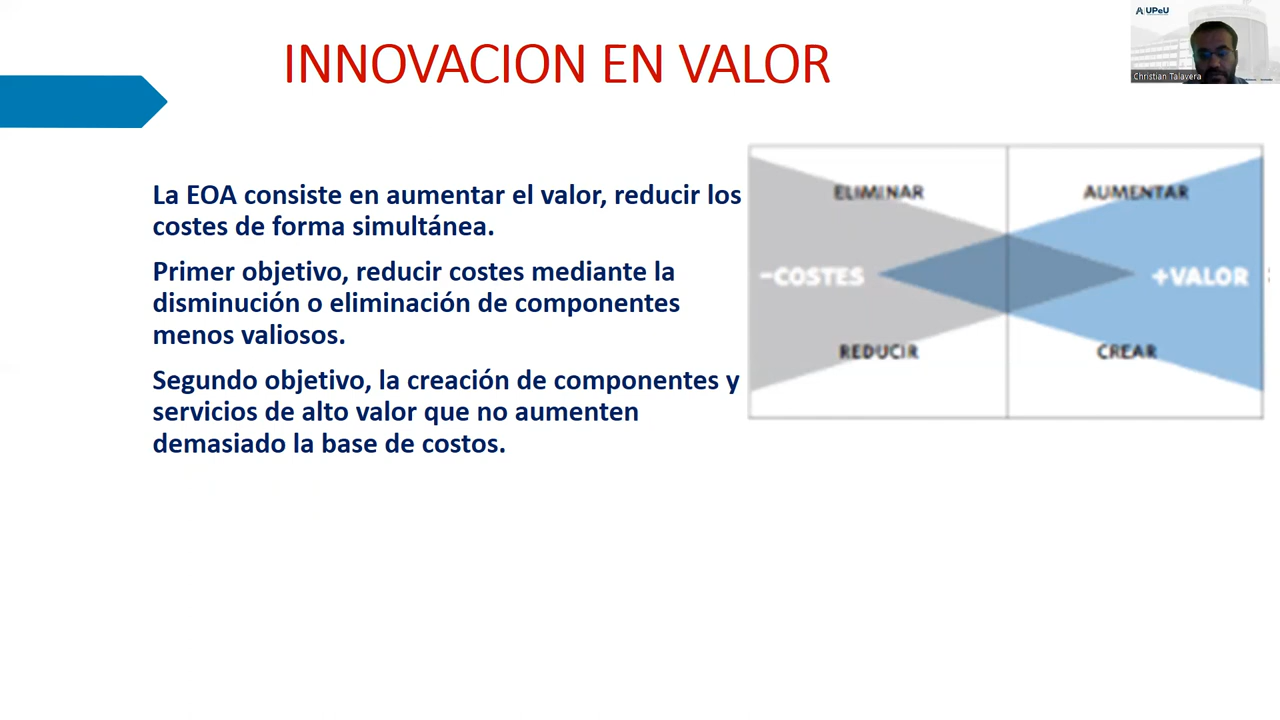 UPeU
Christian Talavera
INNOVACION EN VALOR
La EOA consiste en aumentar el valor, reducir los
costes de forma simultánea.
Primer objetivo, reducir costes mediante la
disminución o eliminación de componentes
menos valiosos.
Segundo objetivo, la creación de componentes y
servicios de alto valor que no aumenten
demasiado la base de costos.
ELIMINAR
AUMENTAR
-COSTES
+VALOR
REDUCIR
CREAR